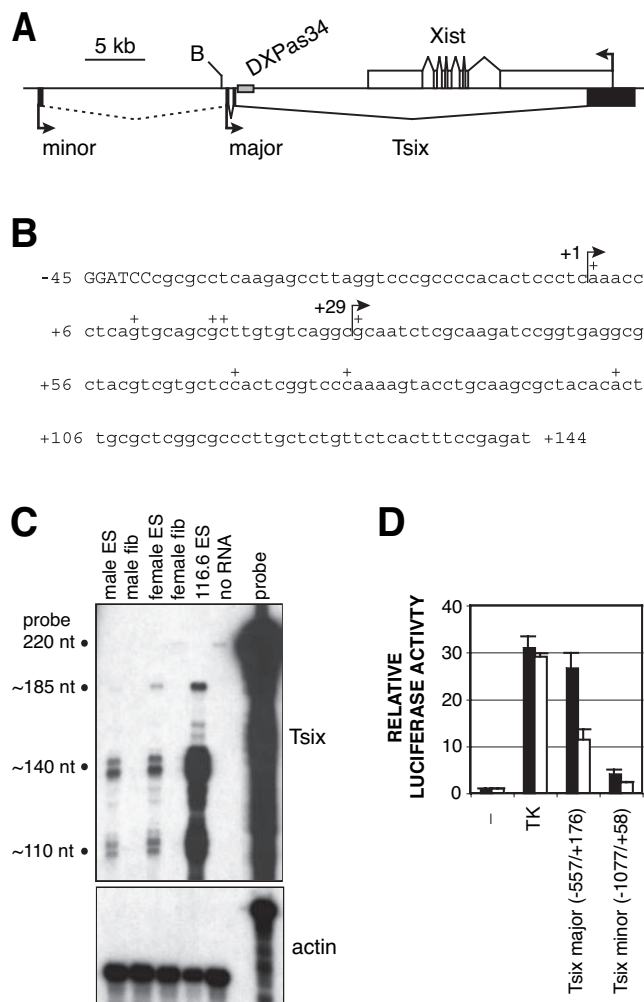 A
5 kb
B
DXPas34
Xist
minor
major
Tsix
B
+1
+
-45 GGATCCcgcgcctcaagagccttaggtcccgccccacactccctcaaacc
+29
+ ++ +
+6 ctcagtgcagcgcttgtgtcaggcgcaatctcgcaagatccggtgaggcg
+ + +
+56 ctacgtcgtgctccactcggtcccaaaagtacctgcaagcgctacacact
+106 tgcgctcggcgcccttgctctgttctcactttccgagat +144
C
male ES
male fib
female ES
female fib
116.6 ES
no RNA
probe
probe
220 nt
~185 nt
Tsix
~140 nt
~110 nt
actin
D
RELATIVE
LUCIFERASE ACTIVTY
40
30
20
10
0
–
TK
Tsix major (-557/+176)
Tsix minor (-1077/+58)